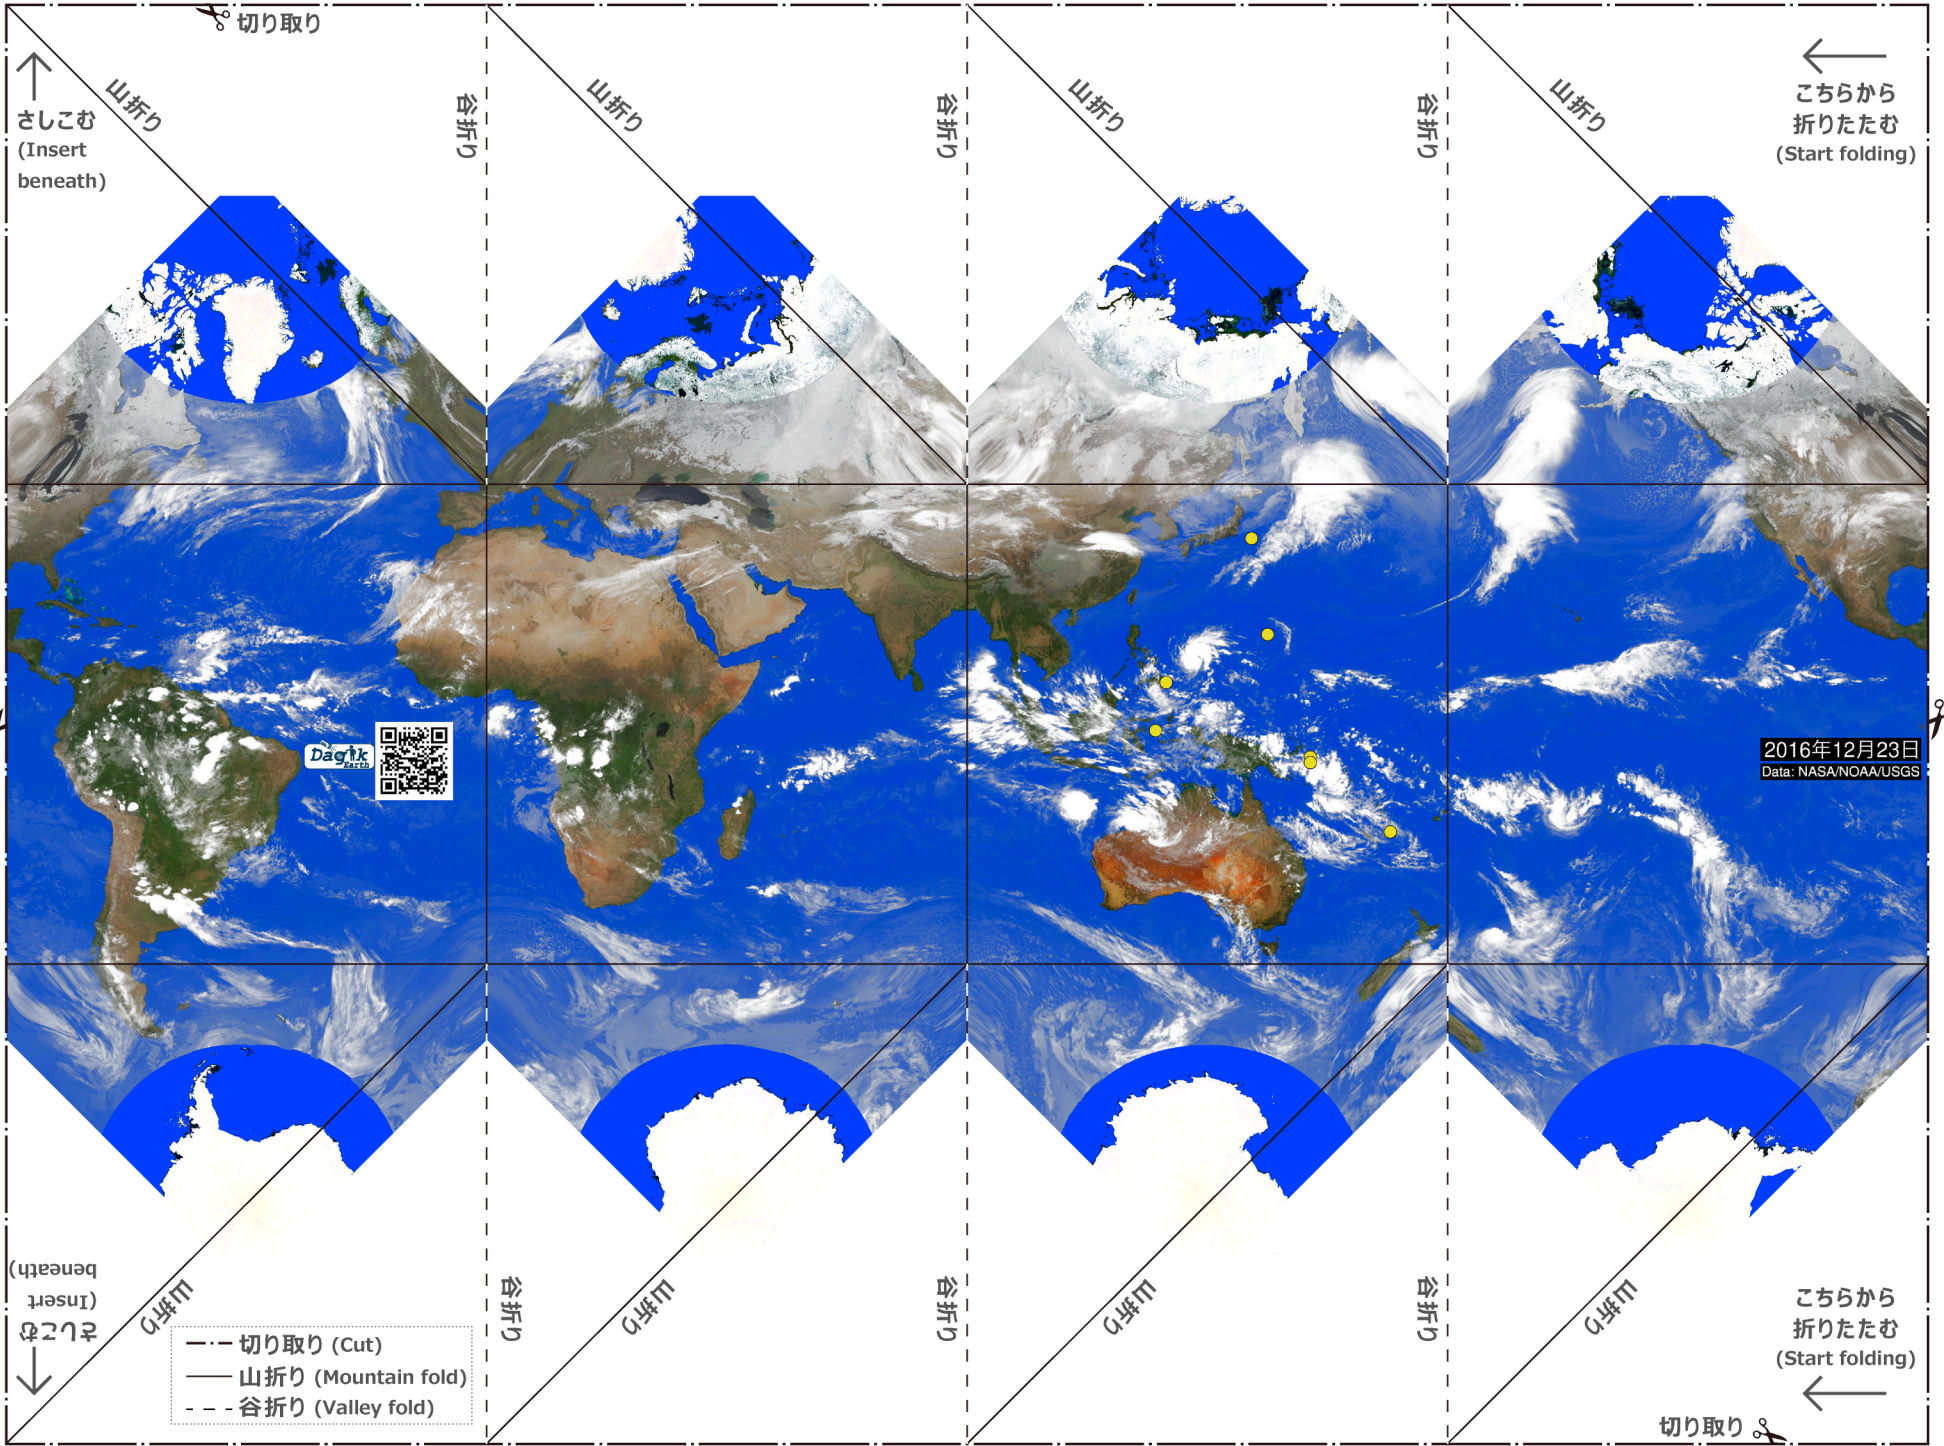 切り取り
山折り
谷折り
山折り
谷折り
山折り
谷折り
山折り
こちらから
折りたたむ
(Start folding)
さしこむ
(Insert
beneath)
Dagik
Earth
2016年12月23日
Data: NASA/NOAA/USGS
さしこむ
(Insert
beneath)
山折り
谷折り
山折り
谷折り
山折り
谷折り
山折り
こちらから
折りたたむ
(Start folding)
切り取り (Cut)
山折り (Mountain fold)
谷折り (Valley fold)
切り取り